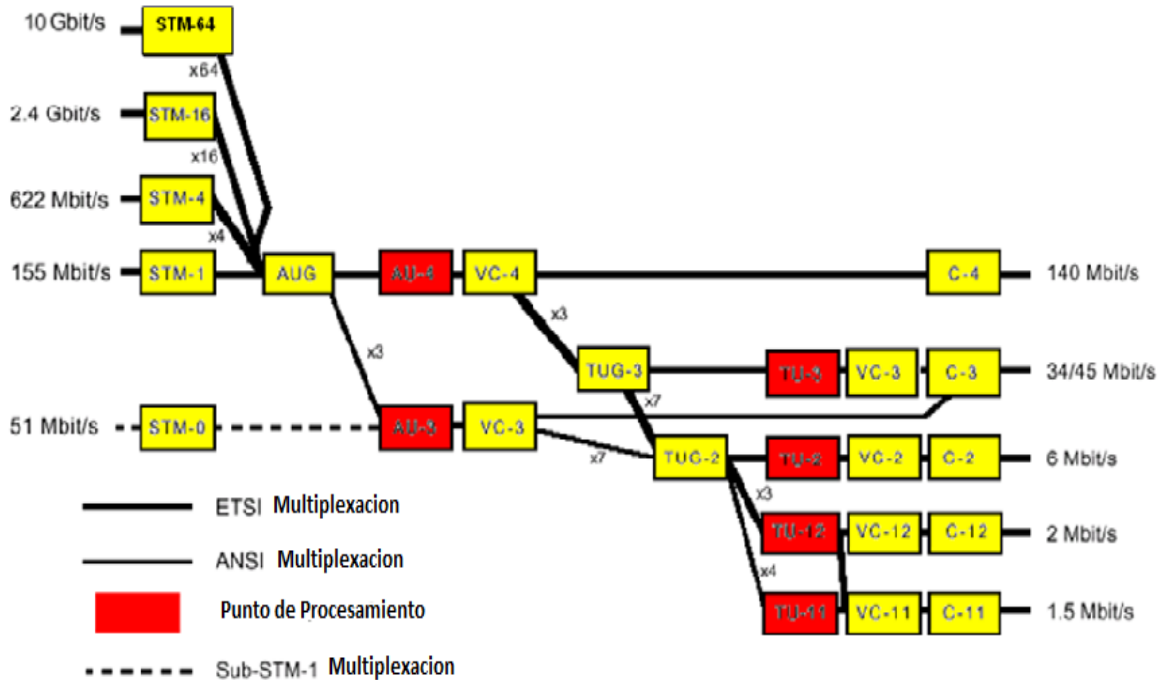 10 Gbit/s
STM-64
x64
2.4 Gbit/s
STM-16
x16
622 Mbit/s
STM-4
x4
155 Mbit/s
STM-1
AUG
AU-4
VC-4
C-4
140 Mbit/s
x3
x3
TUG-3
TU-3
VC-3
C-3
34/45 Mbit/s
x7
51 Mbit/s
STM-0
AU-3
VC-3
x7
TUG-2
TU-2
VC-2
C-2
6 Mbit/s
x3
TU-12
VC-12
C-12
2 Mbit/s
x4
TU-11
VC-11
C-11
1.5 Mbit/s
ETSI Multiplexacion
ANSI Multiplexacion
Punto de Procesamiento
Sub-STM-1 Multiplexacion